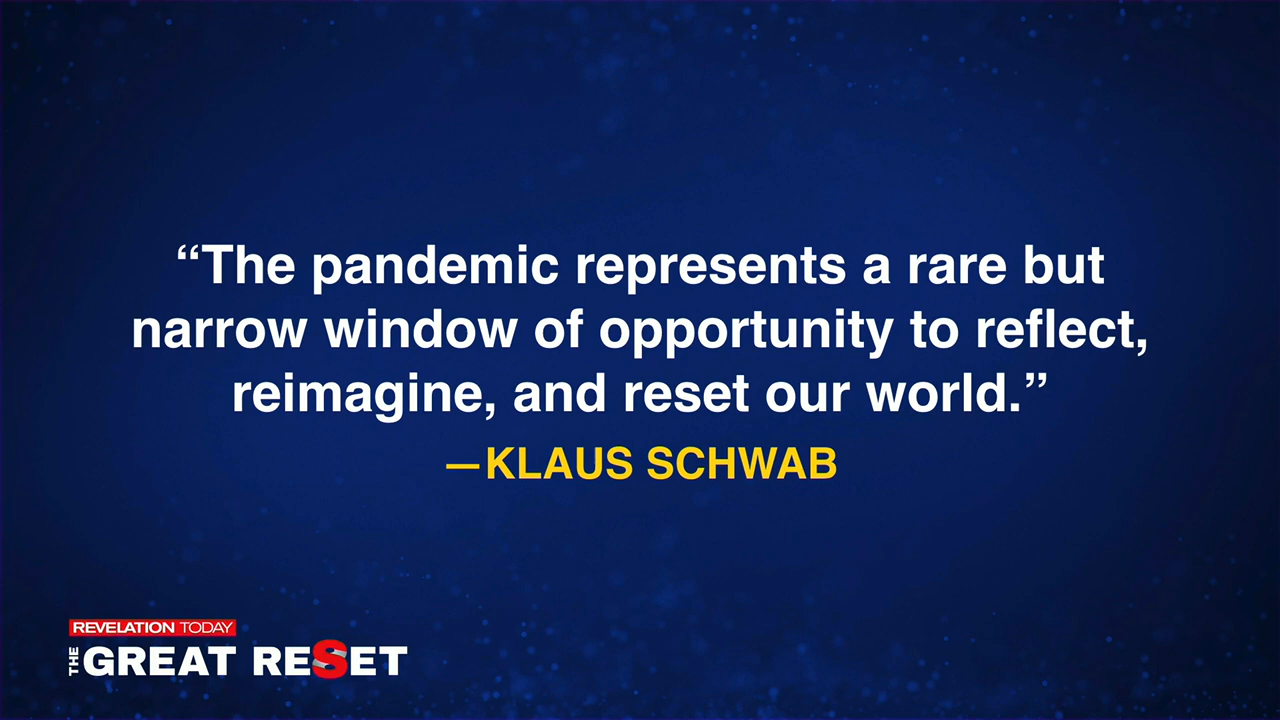 “The pandemic represents a rare but
narrow window of opportunity to reflect,
reimagine, and reset our world.”
—KLAUS SCHWAB
REVELATION TODAY
THE GREAT RESET